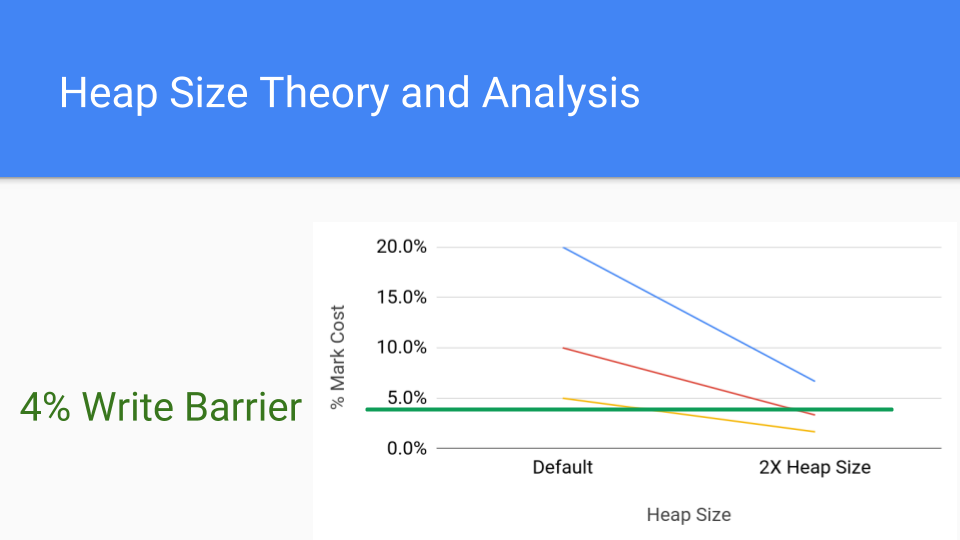 Heap Size Theory and Analysis
4% Write Barrier
% Mark Cost
20.0%
15.0%
10.0%
5.0%
0.0%
Default
2X Heap Size
Heap Size